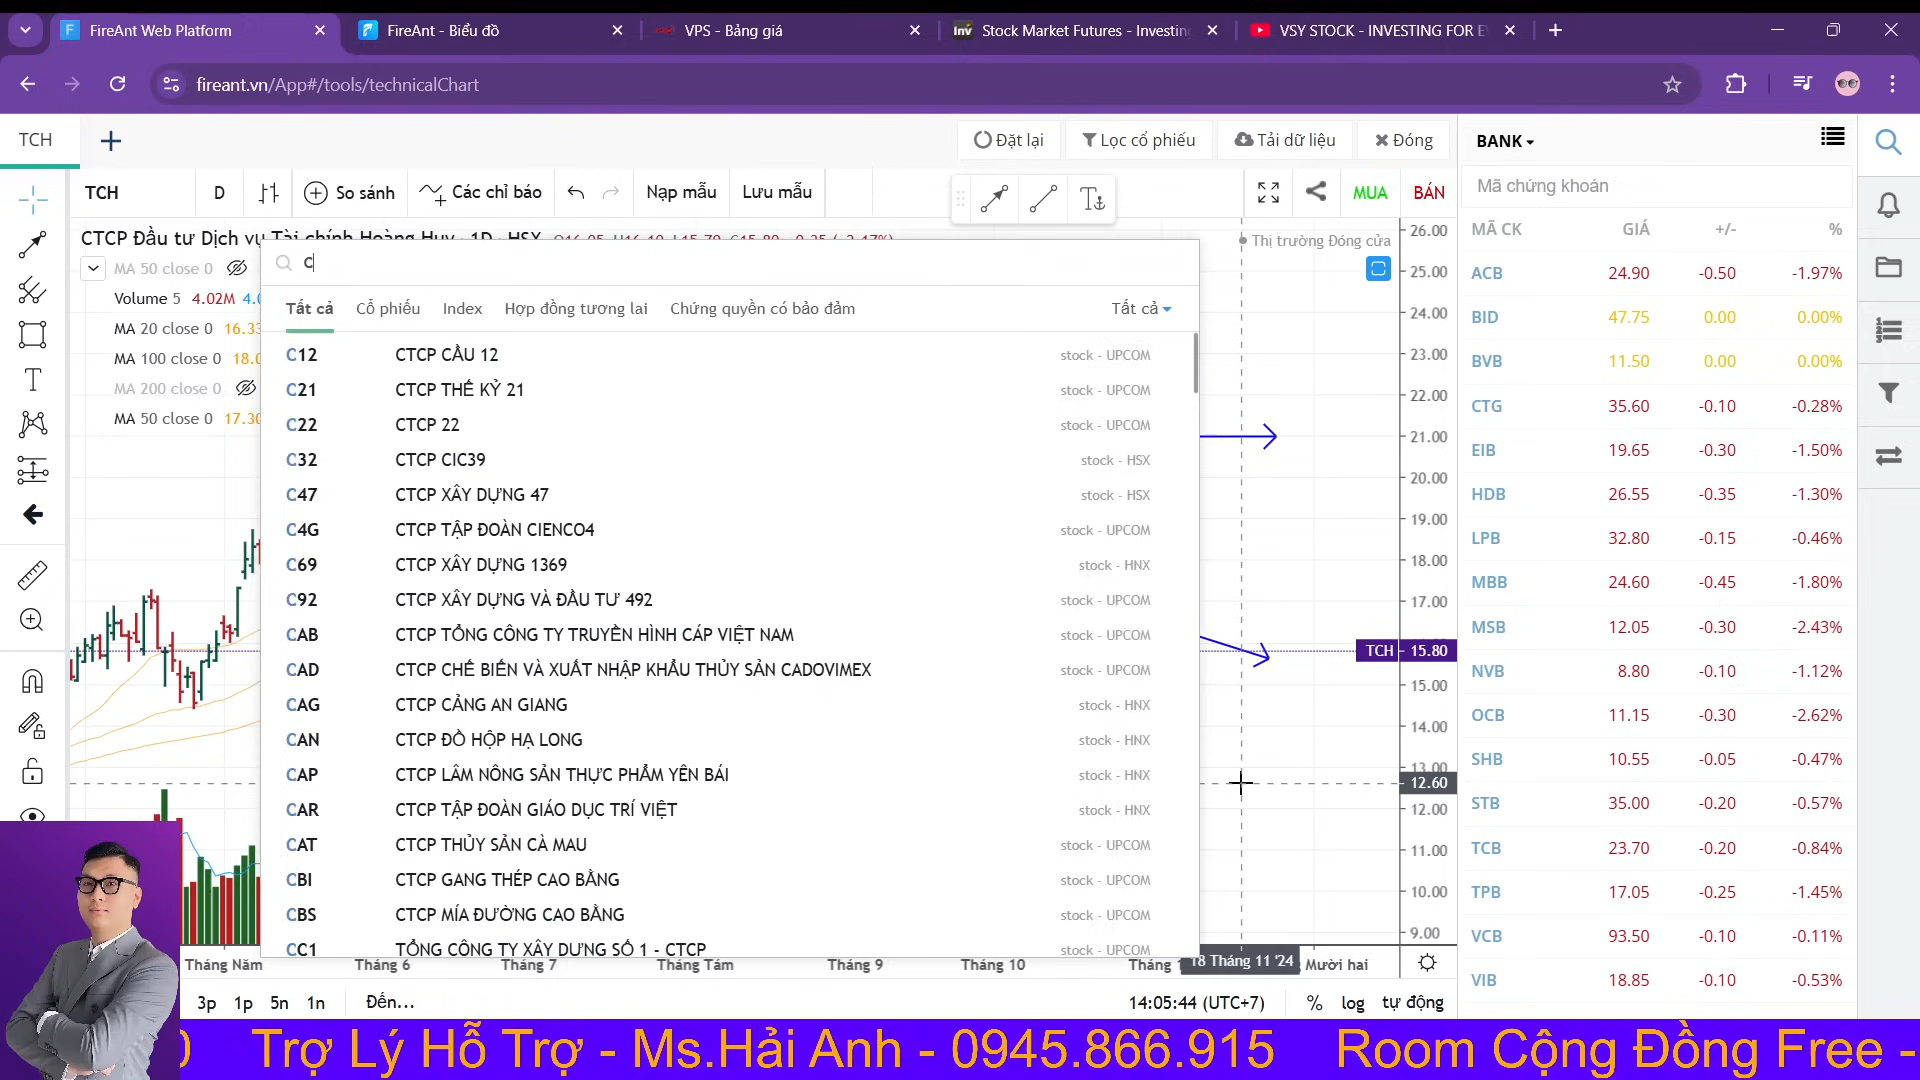 FireAnt Web Platform
FireAnt - Biểu đồ
VPS - Bảng giá
Stock Market Futures - Investin
VSY STOCK - INVESTING FOR E
fireant.vn/App#/tools/technicalChart
TCH
Đặt lại
Lọc cổ phiếu
Tải dữ liệu
Đóng
TCH
D
So sánh
Các chỉ báo
Nạp mẫu
Lưu mẫu
MUA
BÁN
CTCP Đầu tư Dịch vụ Tài chính Hoàng Huy · 1D · HSX O16.05 H16.10 L15.70 C15.80 -0.35 (-2.17%)
Thị trường Đóng cửa
MA 50 close 0
Volume 5 4.02M
MA 20 close 0 16.33
MA 100 close 0
MA 200 close 0
MA 50 close 0 17.30
C
Tất cả
Cổ phiếu
Index
Hợp đồng tương lai
Chứng quyền có bảo đảm
Tất cả
C12 CTCP CẦU 12 stock - UPCOM
C21 CTCP THẾ KỶ 21 stock - UPCOM
C22 CTCP 22 stock - UPCOM
C32 CTCP CIC39 stock - HSX
C47 CTCP XÂY DỰNG 47 stock - HSX
C4G CTCP TẬP ĐOÀN CIENCO4 stock - UPCOM
C69 CTCP XÂY DỰNG 1369 stock - HNX
C92 CTCP XÂY DỰNG VÀ ĐẦU TƯ 492 stock - UPCOM
CAB CTCP TỔNG CÔNG TY TRUYỀN HÌNH CÁP VIỆT NAM stock - UPCOM
CAD CTCP CHẾ BIẾN VÀ XUẤT NHẬP KHẨU THỦY SẢN CADOVIMEX stock - UPCOM
CAG CTCP CẢNG AN GIANG stock - HNX
CAN CTCP ĐỒ HỘP HẠ LONG stock - HNX
CAP CTCP LÂM NÔNG SẢN THỰC PHẨM YÊN BÁI stock - HNX
CAR CTCP TẬP ĐOÀN GIÁO DỤC TRÍ VIỆT stock - HNX
CAT CTCP THỦY SẢN CÀ MAU stock - UPCOM
CBI CTCP GANG THÉP CAO BẰNG stock - UPCOM
CBS CTCP MÍA ĐƯỜNG CAO BẰNG stock - UPCOM
CC1 TỔNG CÔNG TY XÂY DỰNG SỐ 1 - CTCP stock - UPCOM
26.00
25.00
24.00
23.00
22.00
21.00
20.00
19.00
18.00
17.00
TCH 15.80
15.00
14.00
13.00
12.60
12.00
11.00
10.00
9.00
Tháng Năm
Tháng 6
Tháng 7
Tháng Tám
Tháng 9
Tháng 10
Tháng 1
18 Tháng 11 '24
Mười hai
3p
1p
5n
1n
Đến...
14:05:44 (UTC+7)
%
log
tự động
BANK
Mã chứng khoán
MÃ CK GIÁ +/- %
ACB 24.90 -0.50 -1.97%
BID 47.75 0.00 0.00%
BVB 11.50 0.00 0.00%
CTG 35.60 -0.10 -0.28%
EIB 19.65 -0.30 -1.50%
HDB 26.55 -0.35 -1.30%
LPB 32.80 -0.15 -0.46%
MBB 24.60 -0.45 -1.80%
MSB 12.05 -0.30 -2.43%
NVB 8.80 -0.10 -1.12%
OCB 11.15 -0.30 -2.62%
SHB 10.55 -0.05 -0.47%
STB 35.00 -0.20 -0.57%
TCB 23.70 -0.20 -0.84%
TPB 17.05 -0.25 -1.45%
VCB 93.50 -0.10 -0.11%
VIB 18.85 -0.10 -0.53%
0 Trợ Lý Hỗ Trợ - Ms.Hải Anh - 0945.866.915 Room Cộng Đồng Free -